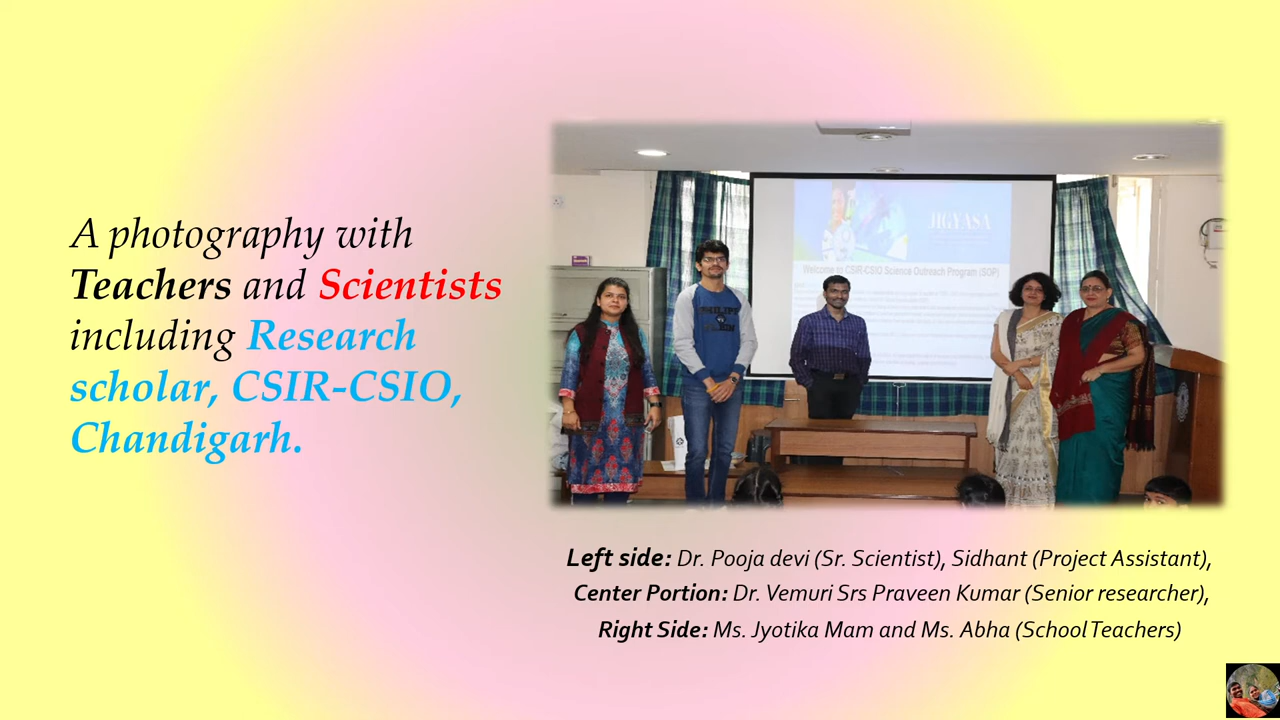 A photography with
Teachers and Scientists
including Research
scholar, CSIR-CSIO,
Chandigarh.
JIGYASA
Welcome to CSIR-CSIO Science Outreach Program (SOP)
Left side: Dr. Pooja devi (Sr. Scientist), Sidhant (Project Assistant),
Center Portion: Dr. Vemuri Srs Praveen Kumar (Senior researcher),
Right Side: Ms. Jyotika Mam and Ms. Abha (School Teachers)